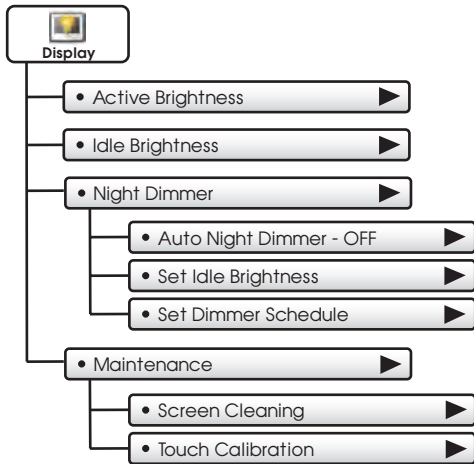 Display
• Active Brightness
• Idle Brightness
• Night Dimmer
• Auto Night Dimmer - OFF
• Set Idle Brightness
• Set Dimmer Schedule
• Maintenance
• Screen Cleaning
• Touch Calibration